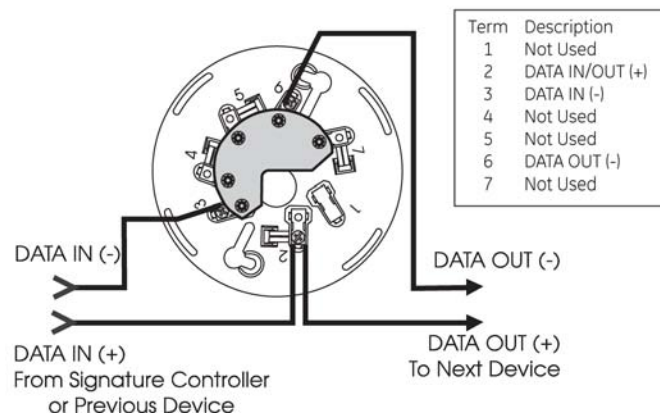 Term Description
1 Not Used
2 DATA IN/OUT (+)
3 DATA IN (-)
4 Not Used
5 Not Used
6 DATA OUT (-)
7 Not Used
6
5
7
4
1
3
2
DATA IN (-)
DATA OUT (-)
DATA IN (+)
From Signature Controller
or Previous Device
DATA OUT (+)
To Next Device